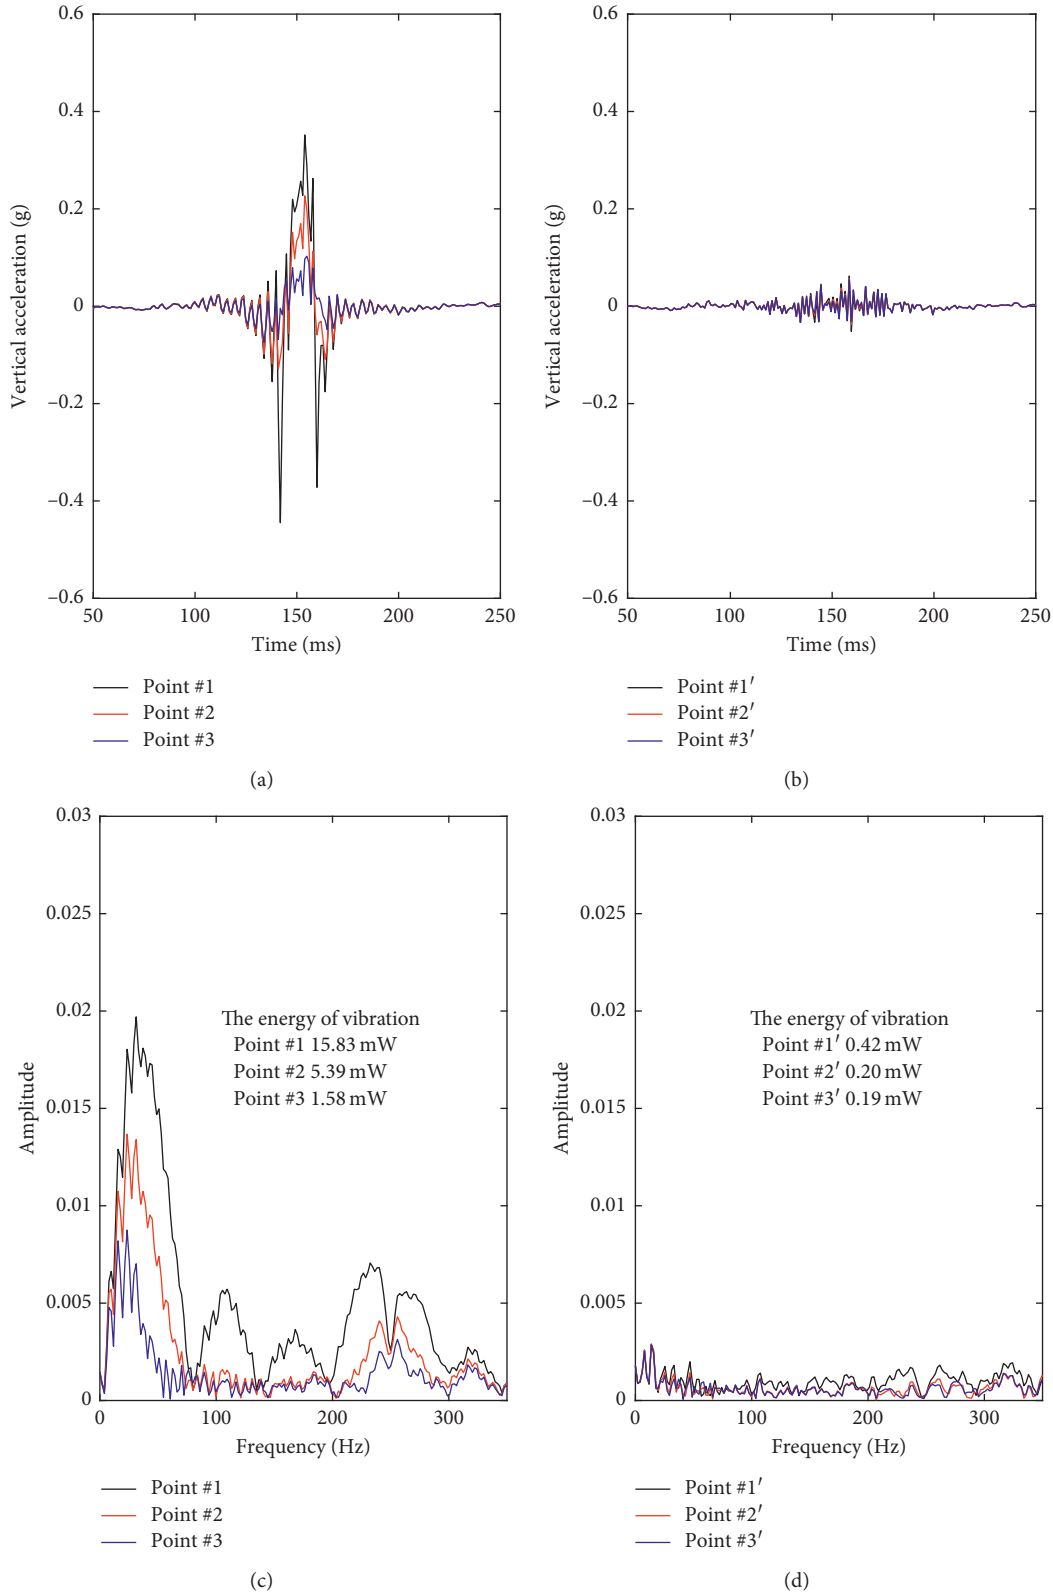 0.6
0.4
0.2
0
–0.2
–0.4
–0.6
Vertical acceleration (g)
50 100 150 200 250
Time (ms)
Point #1
Point #2
Point #3
(a)
0.6
0.4
0.2
0
–0.2
–0.4
–0.6
Vertical acceleration (g)
50 100 150 200 250
Time (ms)
Point #1′
Point #2′
Point #3′
(b)
0.03
0.025
0.02
0.015
0.01
0.005
0
Amplitude
The energy of vibration
Point #1 15.83 mW
Point #2 5.39 mW
Point #3 1.58 mW
0 100 200 300
Frequency (Hz)
Point #1
Point #2
Point #3
(c)
0.03
0.025
0.02
0.015
0.01
0.005
0
Amplitude
The energy of vibration
Point #1′ 0.42 mW
Point #2′ 0.20 mW
Point #3′ 0.19 mW
0 100 200 300
Frequency (Hz)
Point #1′
Point #2′
Point #3′
(d)